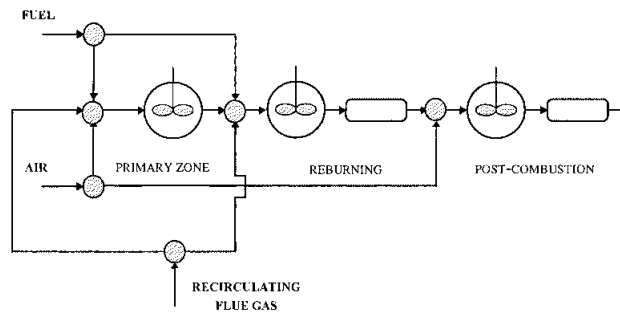 FUEL
AIR
PRIMARY ZONE
REBURNING
POST-COMBUSTION
RECIRCULATING
FLUE GAS